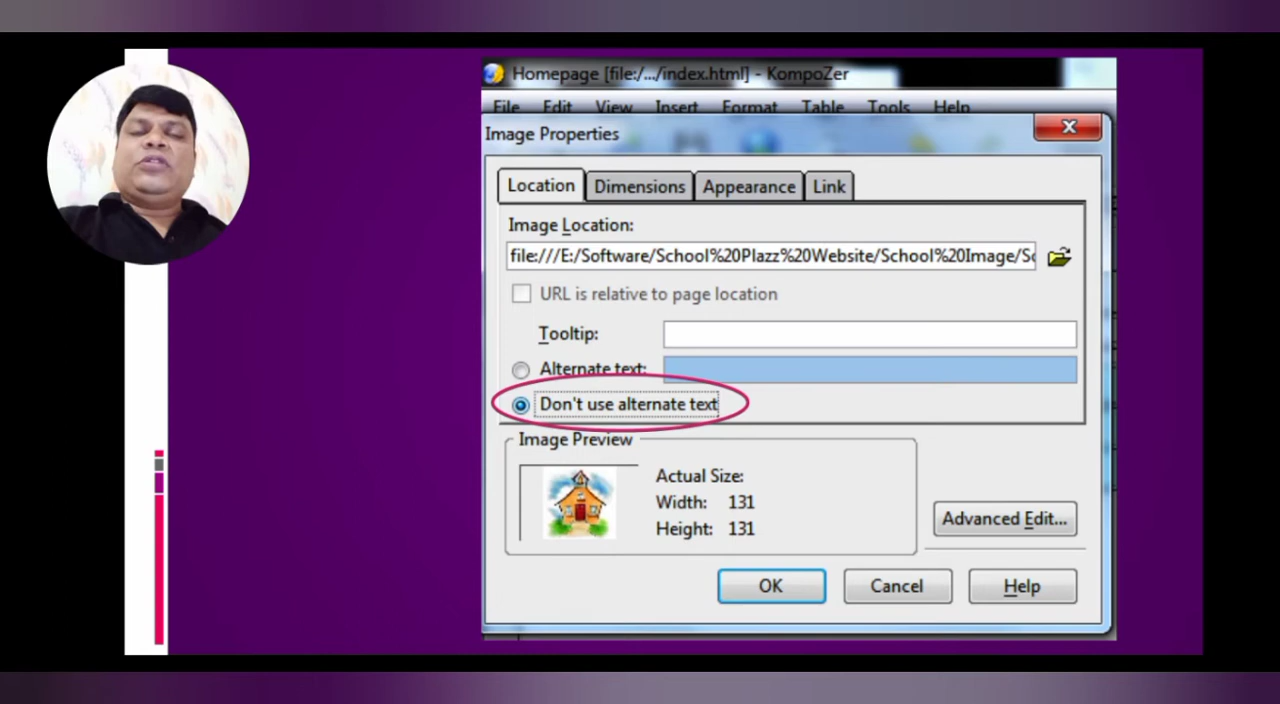 Homepage [file:/.../index.html] - KompoZer
File Edit View Insert Format Table Tools Help
Image Properties
Location Dimensions Appearance Link
Image Location:
file:///E:/Software/School%20Plazz%20Website/School%20Image/Sc
URL is relative to page location
Tooltip:
Alternate text:
Don't use alternate text
Image Preview
Actual Size:
Width: 131
Height: 131
Advanced Edit...
OK Cancel Help